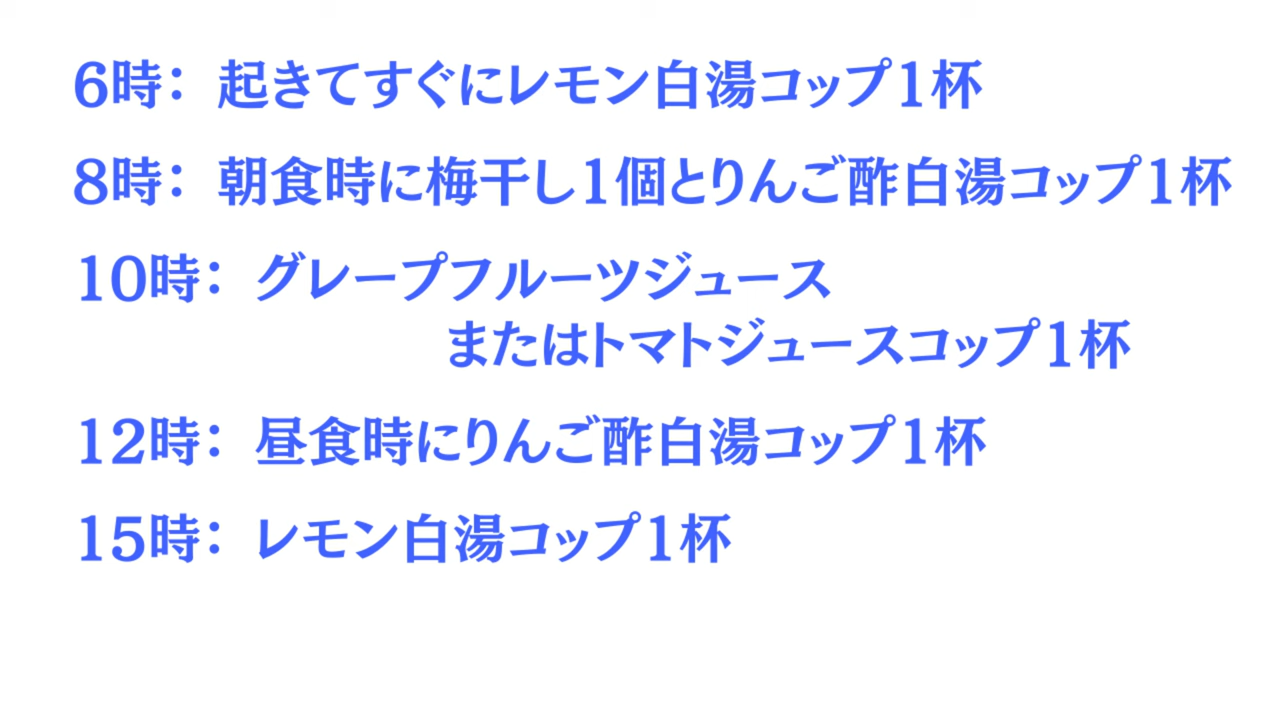 6時：起きてすぐにレモン白湯コップ1杯
8時：朝食時に梅干し1個とりんご酢白湯コップ1杯
10時：グレープフルーツジュース
またはトマトジュースコップ1杯
12時：昼食時にりんご酢白湯コップ1杯
15時：レモン白湯コップ1杯